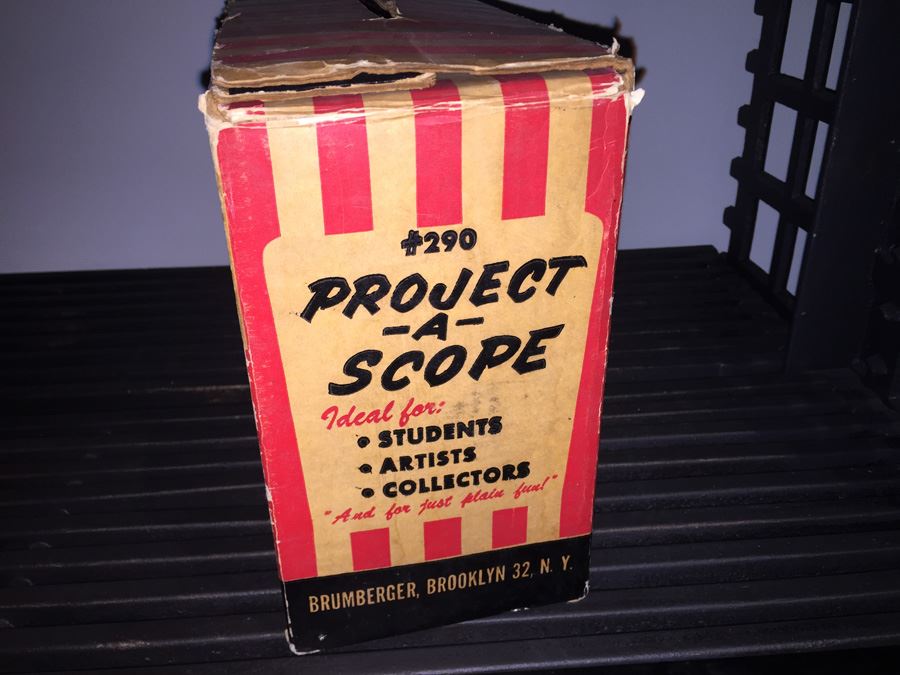 #290
PROJECT
-A-
SCOPE
Ideal for:
• STUDENTS
• ARTISTS
• COLLECTORS
"And for just plain fun!"
BRUMBERGER, BROOKLYN 32, N. Y.